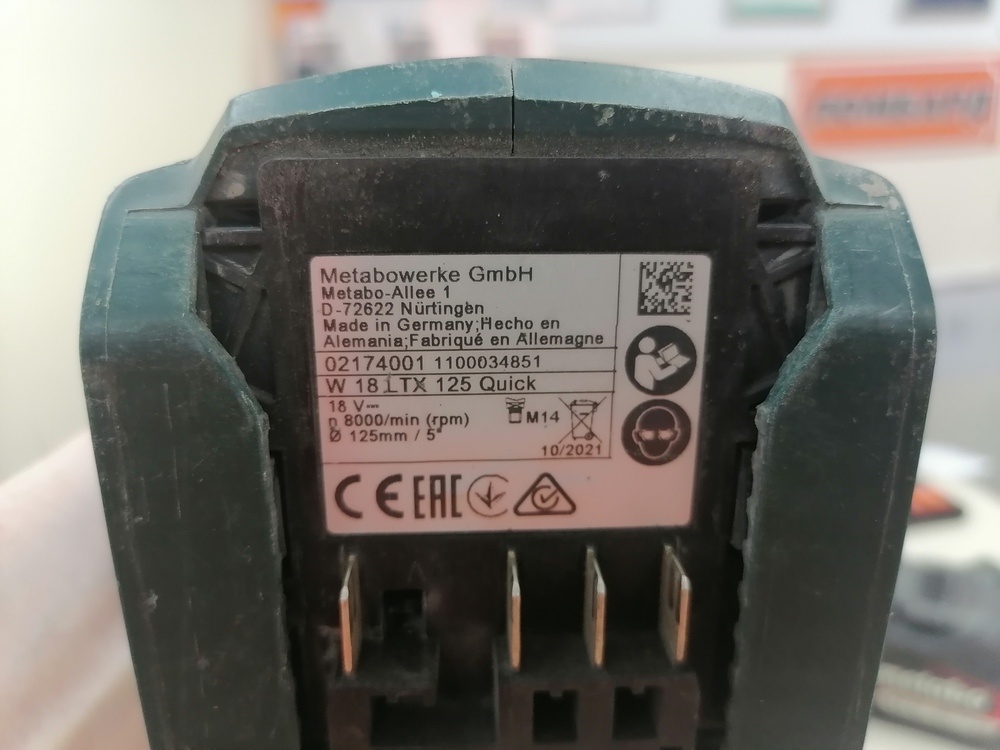 Metabowerke GmbH
Metabo-Allee 1
D-72622 Nürtingen
Made in Germany;Hecho en
Alemania;Fabriqué en Allemagne
02174001 1100034851
W 18 LTX 125 Quick
18 V
n 8000/min (rpm)
Ø 125mm / 5"
M14
10/2021
CE EAC